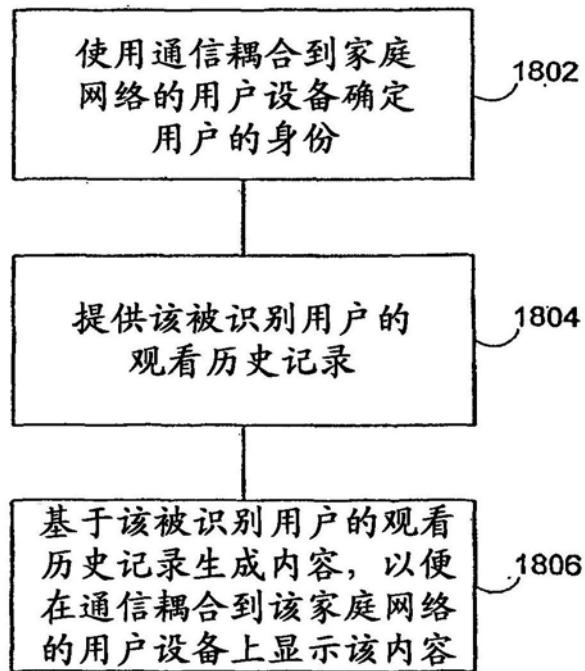 使用通信耦合到家庭
网络的用户设备确定
用户的身份
1802
提供该被识别用户的
观看历史记录
1804
基于该被识别用户的观看
历史记录生成内容，以便
在通信耦合到该家庭网络
的用户设备上显示该内容
1806